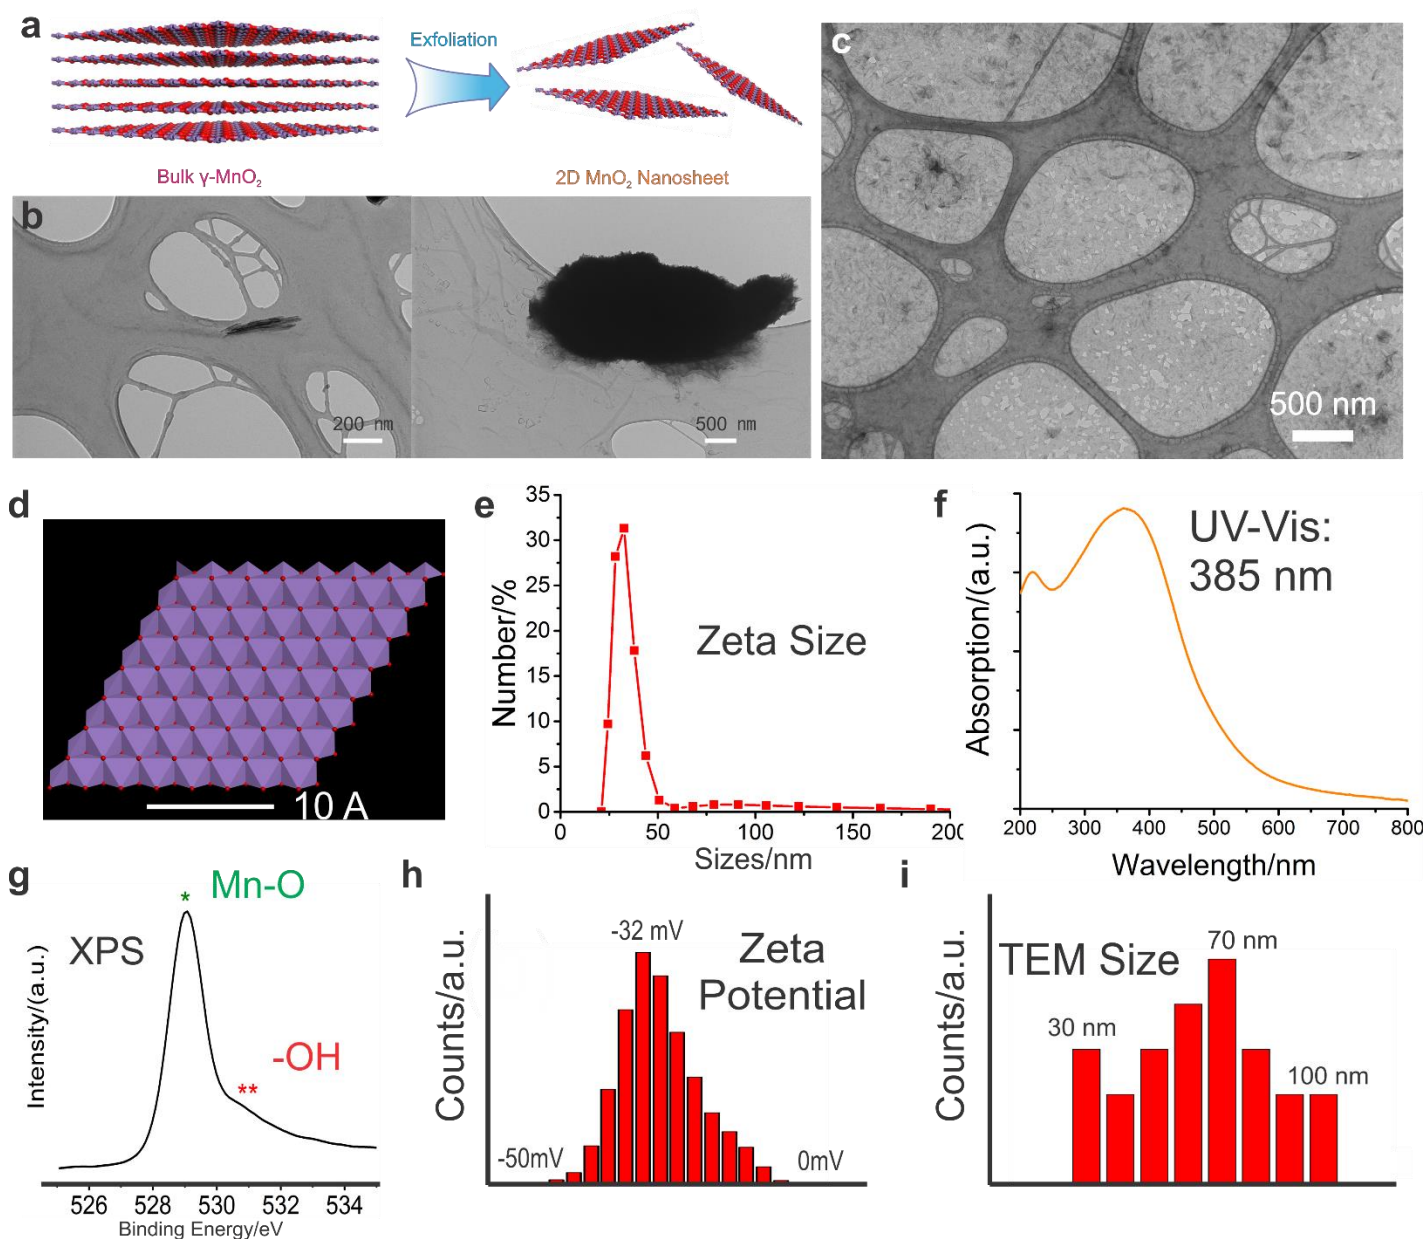 a
Exfoliation
Bulk γ-MnO₂
2D MnO₂ Nanosheet
b
200 nm
500 nm
c
500 nm
d
10 A
e
35
30
25
20
15
10
5
0
Number/%
Zeta Size
0 50 100 150 200
Sizes/nm
f
UV-Vis:
385 nm
Absorption/(a.u.)
200 300 400 500 600 700 800
Wavelength/nm
g
* Mn-O
XPS
-OH
**
Intensity/(a.u.)
526 528 530 532 534
Binding Energy/eV
h
-32 mV
Zeta
Potential
Counts/a.u.
-50mV
0mV
i
70 nm
TEM Size
30 nm
100 nm
Counts/a.u.